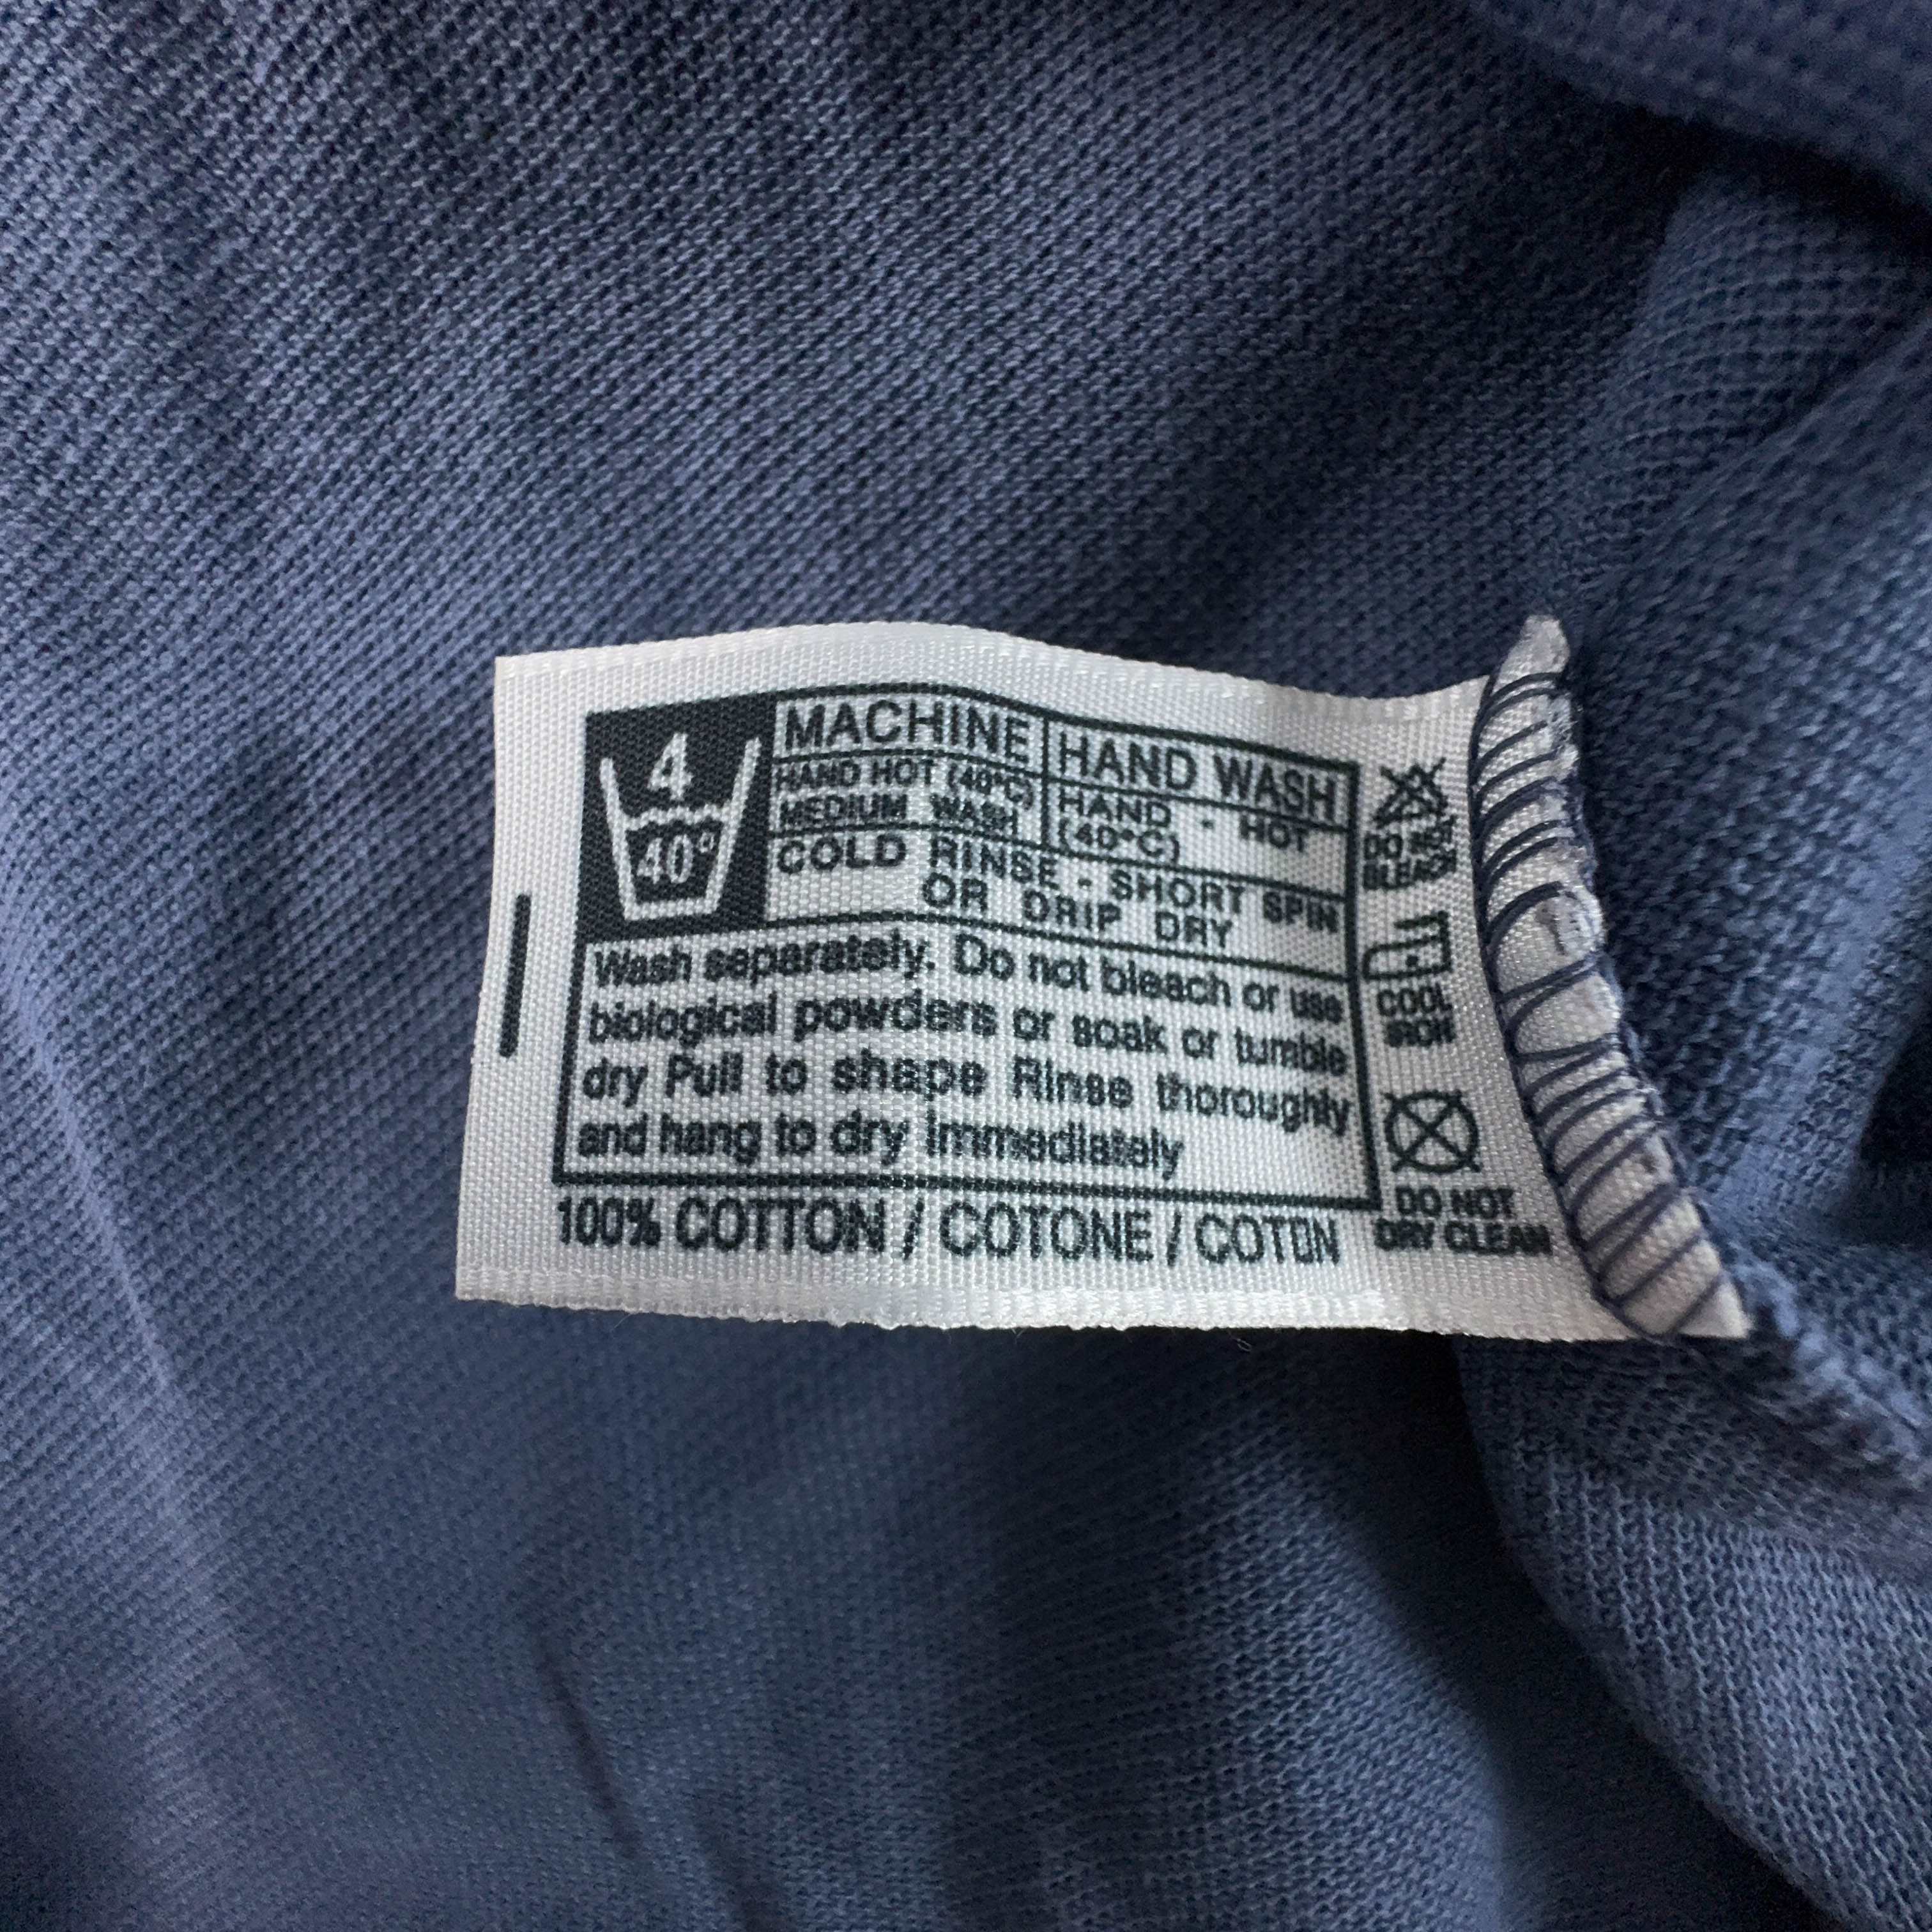 4
40°
MACHINE
HAND WASH
HAND HOT (40°C)
MEDIUM WASH
HAND - HOT
(40°C)
COLD RINSE - SHORT SPIN
OR DRIP DRY
Wash separately. Do not bleach or use
biological powders or soak or tumble
dry Pull to shape Rinse thoroughly
and hang to dry immediately
100% COTTON / COTONE / COTON
DO NOT
BLEACH
COOL
IRON
DO NOT
DRY CLEAN